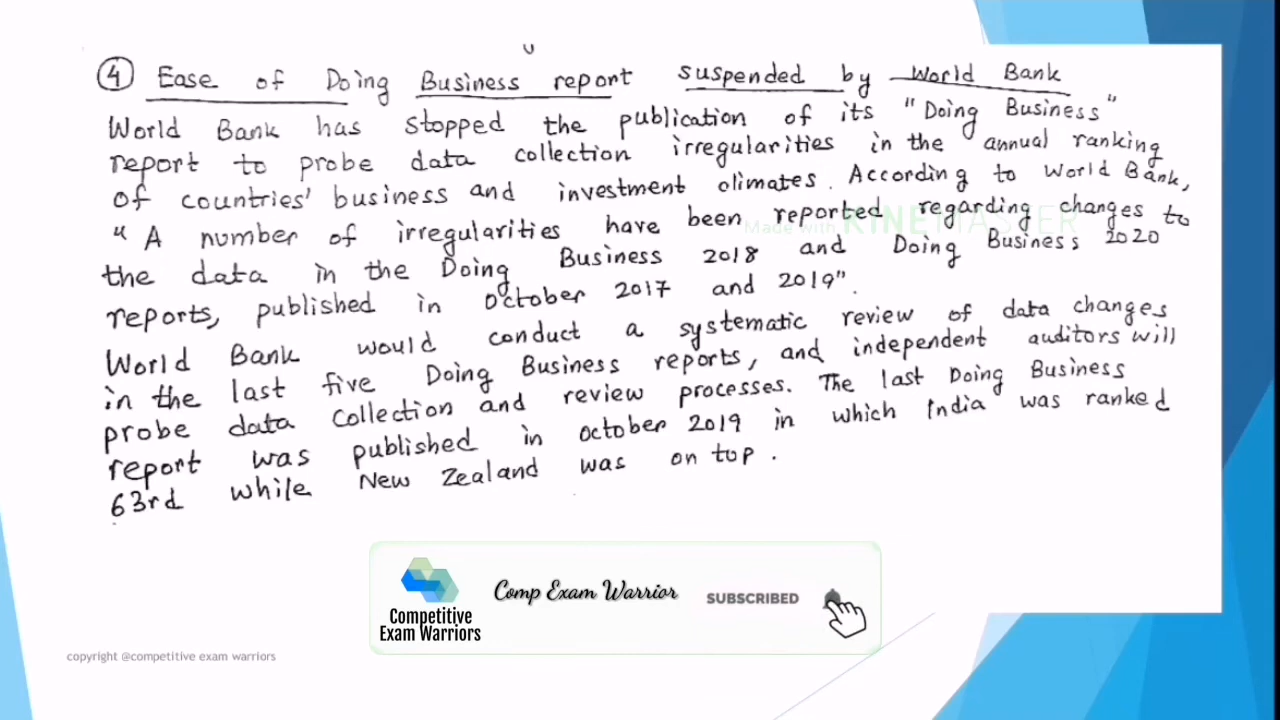 ④ Ease of Doing Business report suspended by World Bank
World Bank has stopped the publication of its "Doing Business"
report to probe data collection irregularities in the annual ranking
of countries' business and investment climates. According to World Bank,
" A number of irregularities have been reported regarding changes to
the data in the Doing Business 2018 and Doing Business 2020
reports, published in October 2017 and 2019".
World Bank would conduct a systematic review of data changes
in the last five Doing Business reports, and independent auditors will
probe data collection and review processes. The last Doing Business
report was published in october 2019 in which India was ranked
63rd while New Zealand was on top.
Made with KINEMASTER
Competitive
Exam Warriors
Comp Exam Warrior
SUBSCRIBED
copyright @competitive exam warriors